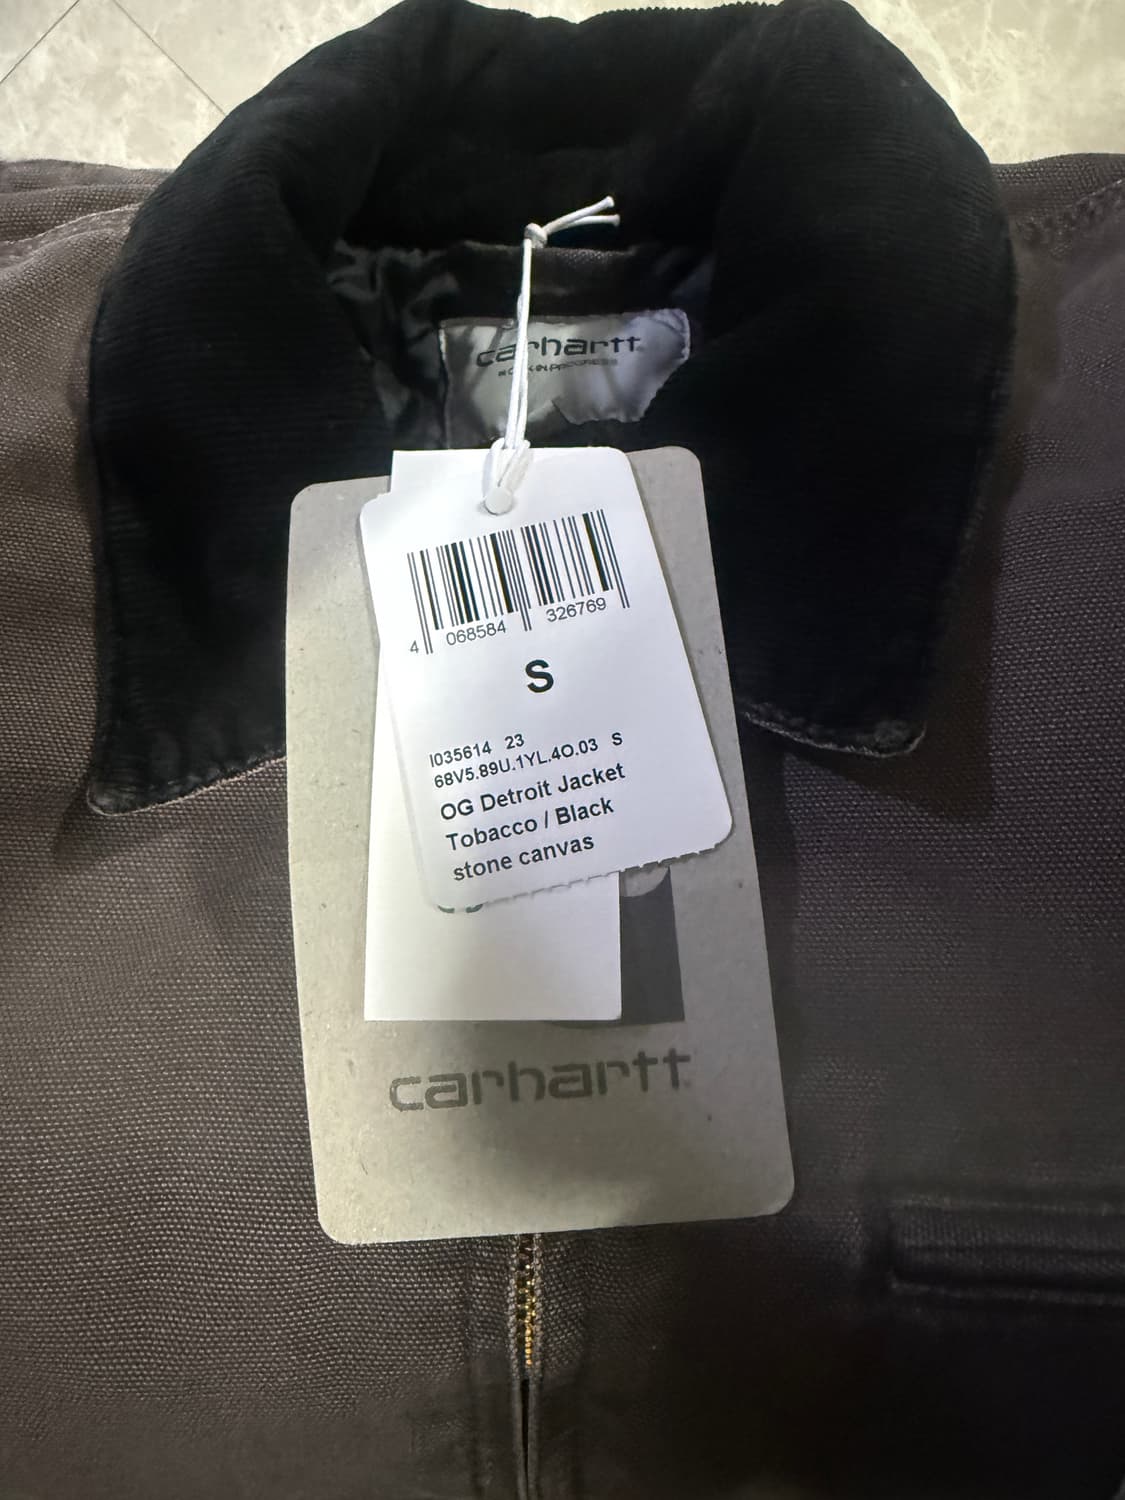 carhartt
WORK IN PROGRESS
4 068584 326769
S
I035614 23
68V5.89U.1YL.4O.03 S
OG Detroit Jacket
Tobacco / Black
stone canvas
carhartt